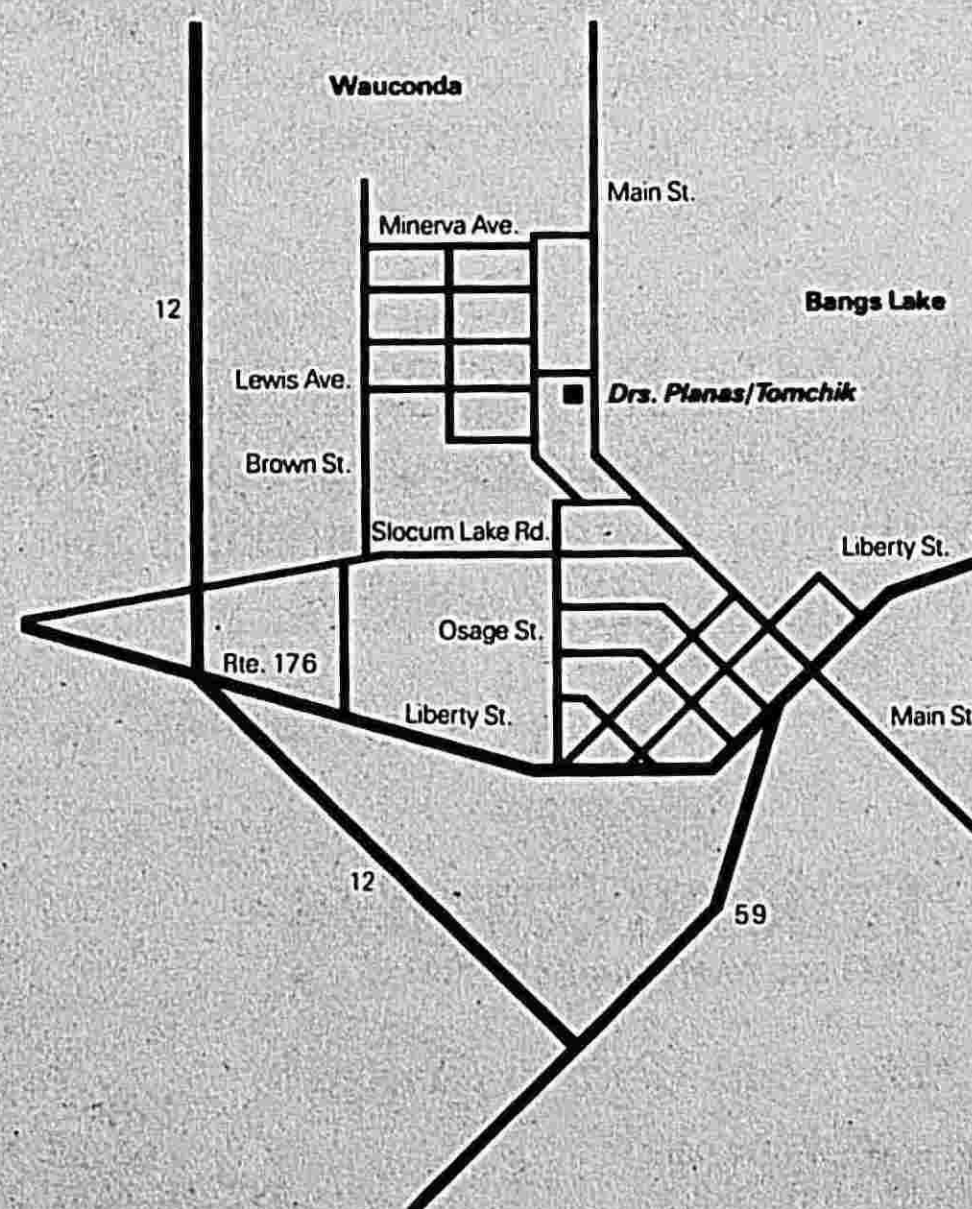 Wauconda
Main St.
Minerva Ave.
12
Bangs Lake
Lewis Ave.
Drs. Planas/Tomchik
Brown St.
Slocum Lake Rd.
Liberty St.
Osage St.
Rte. 176
Liberty St.
Main St
12
59